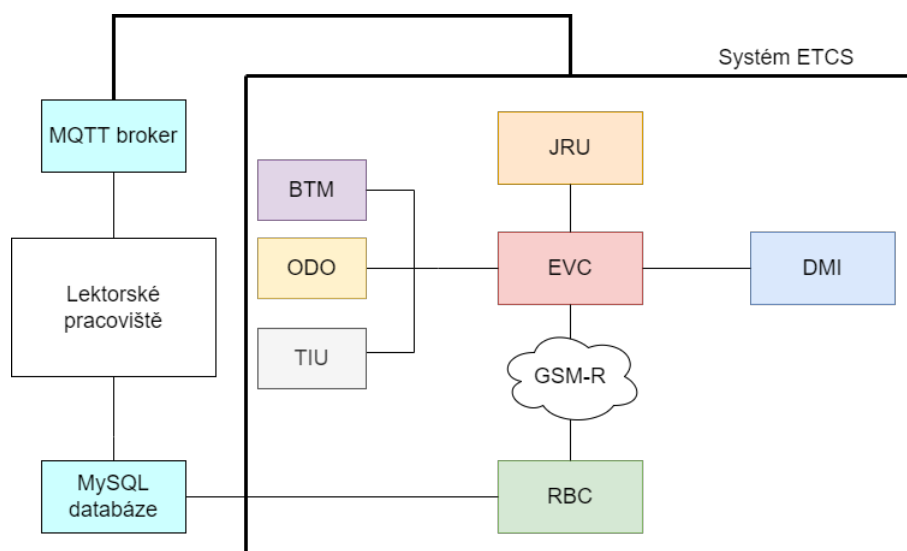 Systém ETCS
MQTT broker
JRU
BTM
ODO
EVC
DMI
Lektorské
pracoviště
TIU
GSM-R
MySQL
databáze
RBC